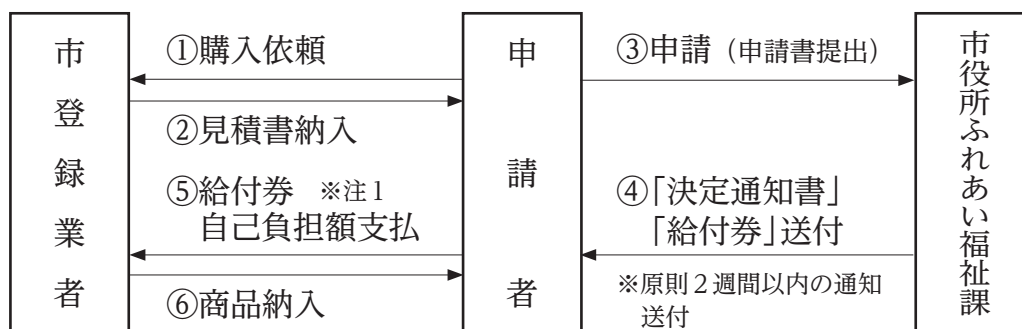 市登録業者
①購入依頼
②見積書納入
⑤給付券 ※注1
自己負担額支払
⑥商品納入
申請者
③申請（申請書提出）
④「決定通知書」
「給付券」送付
※原則2週間以内の通知
送付
市役所ふれあい福祉課